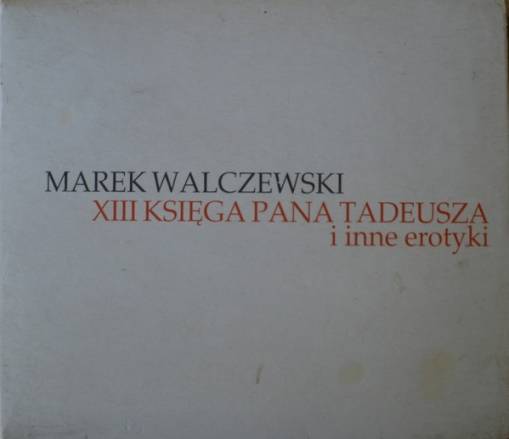 MAREK WALCZEWSKI
XIII KSIĘGA PANA TADEUSZA
i inne erotyki